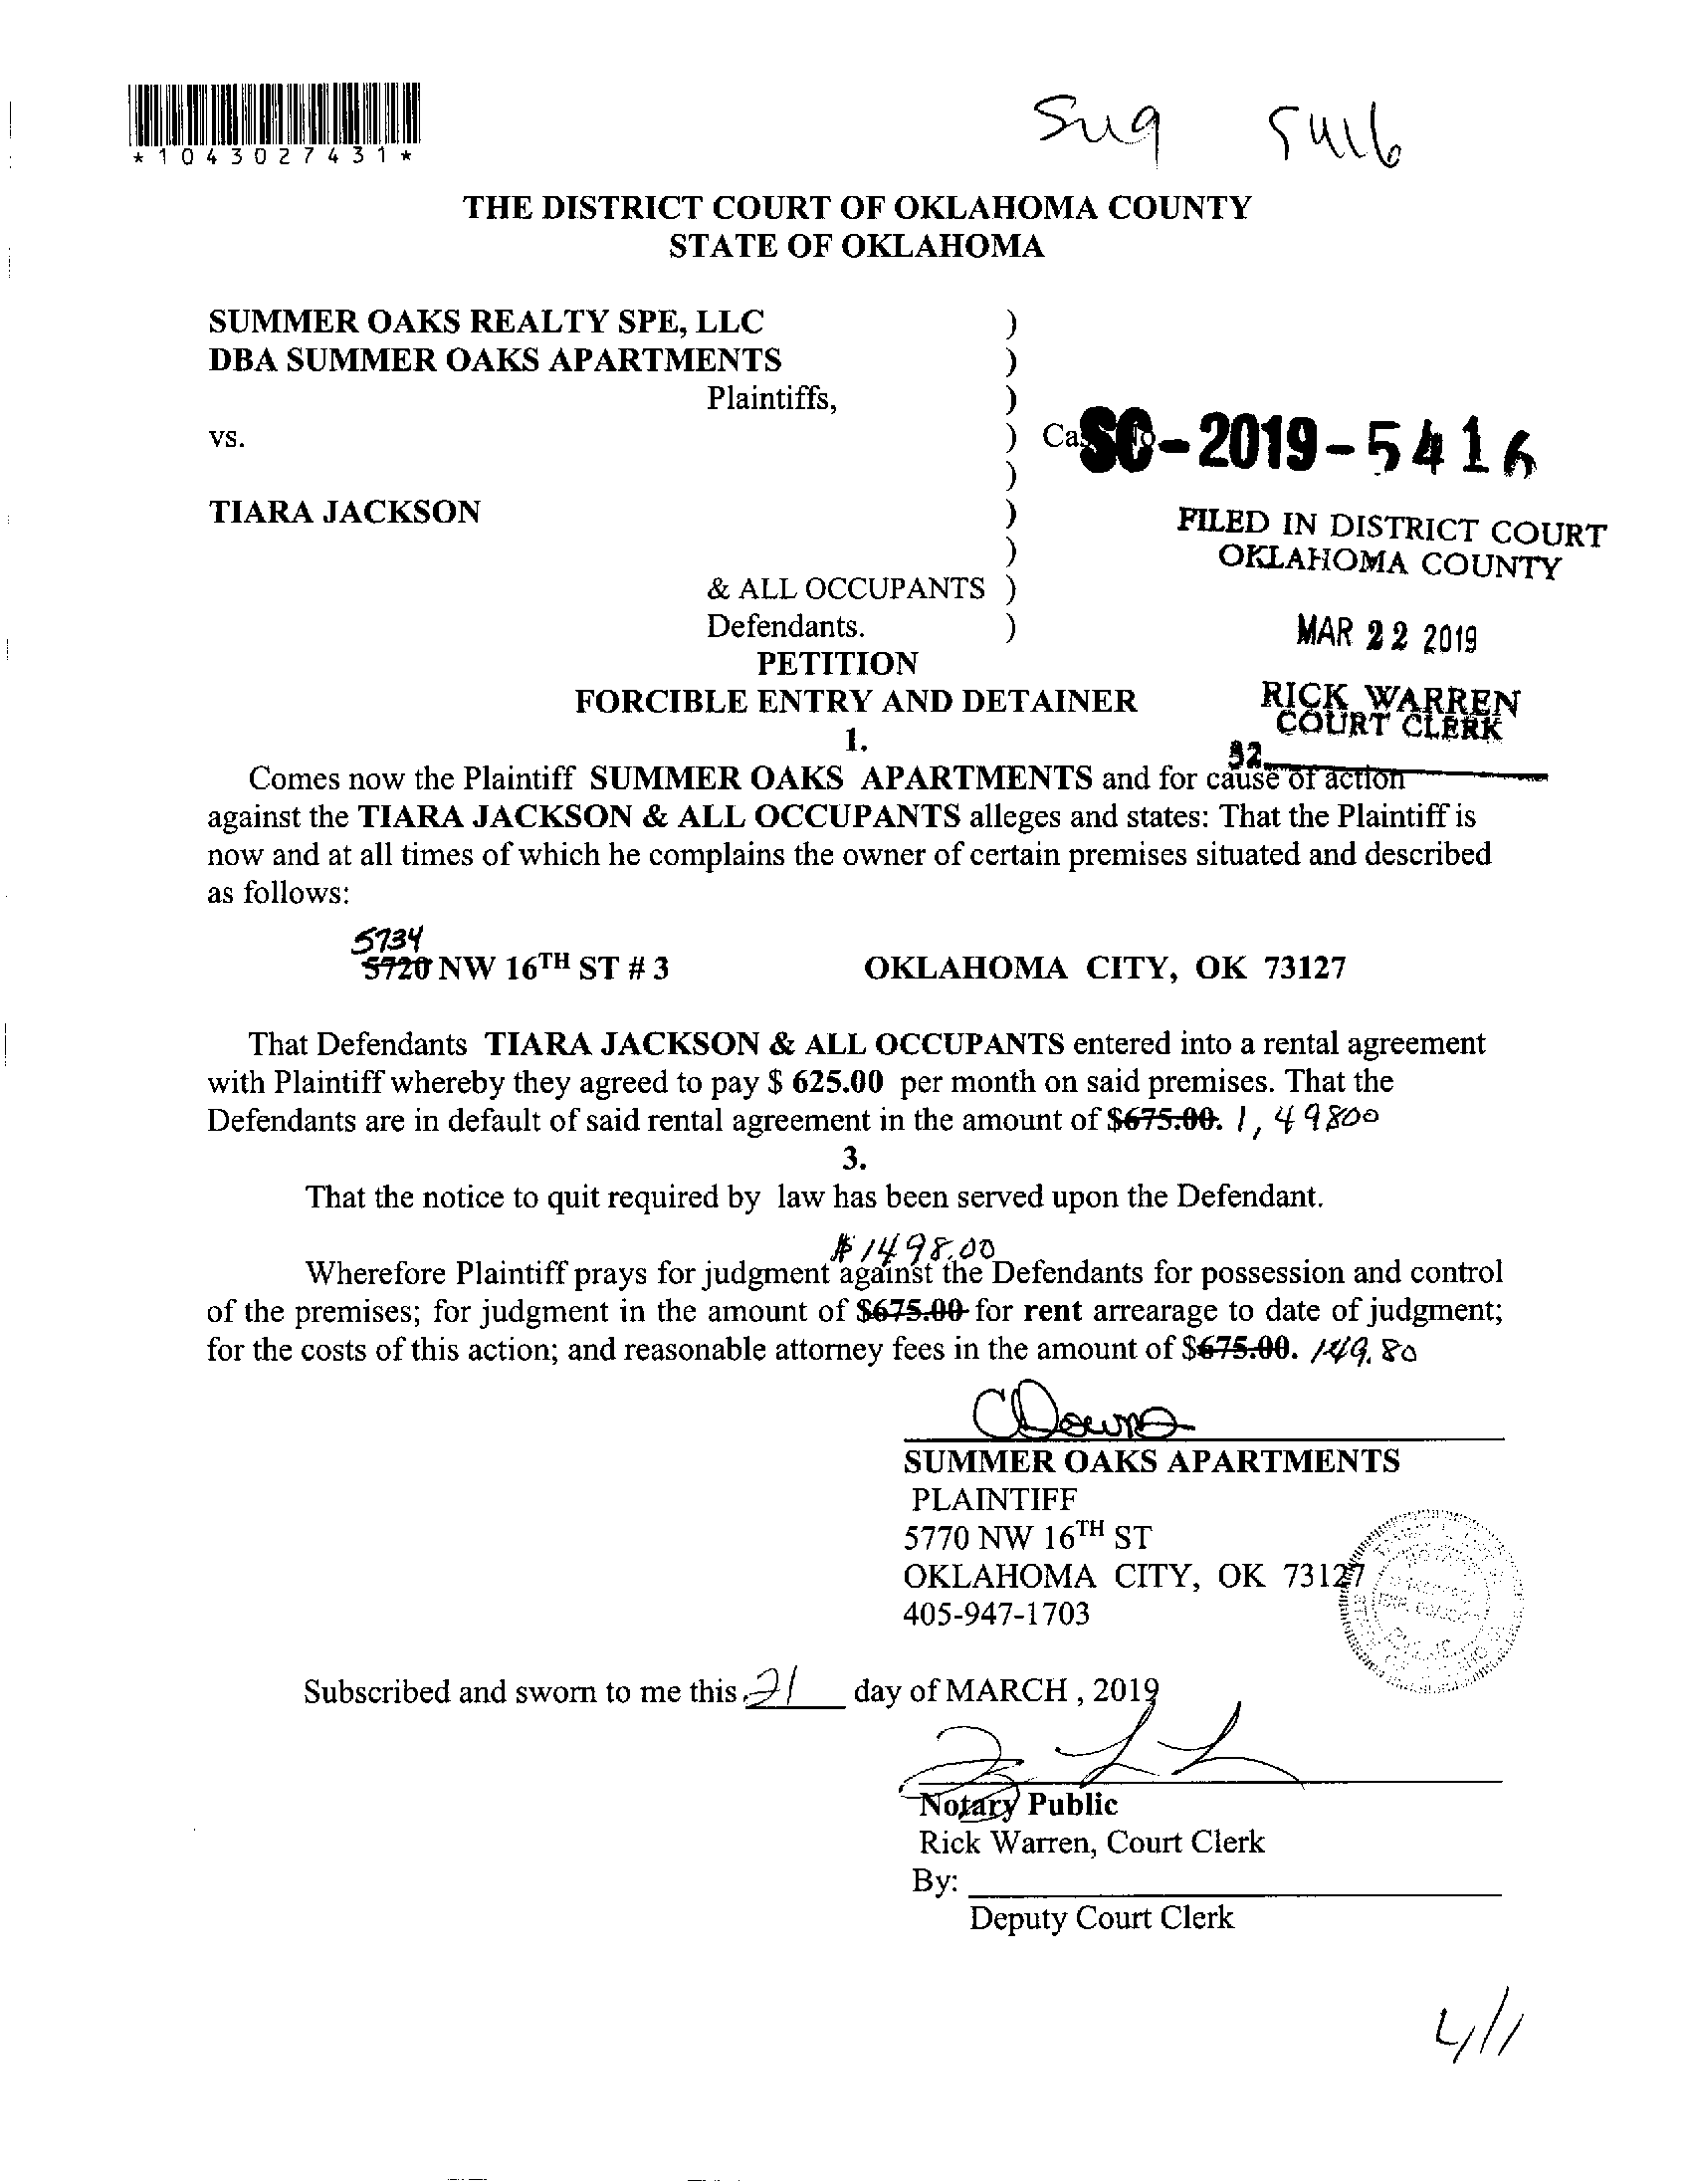 *1043027431*
5416
THE DISTRICT COURT OF OKLAHOMA COUNTY
STATE OF OKLAHOMA
SUMMER OAKS REALTY SPE, LLC )
DBA SUMMER OAKS APARTMENTS )
Plaintiffs, )
vs. ) Case No. SC-2019-5416
)
TIARA JACKSON )
FILED IN DISTRICT COURT
)
OKLAHOMA COUNTY
& ALL OCCUPANTS )
Defendants. )
MAR 22 2019
PETITION
FORCIBLE ENTRY AND DETAINER
RICK WARREN
COURT CLERK
1.
32
Comes now the Plaintiff SUMMER OAKS APARTMENTS and for cause of action
against the TIARA JACKSON & ALL OCCUPANTS alleges and states: That the Plaintiff is
now and at all times of which he complains the owner of certain premises situated and described
as follows:
5734
5720 NW 16TH ST # 3 OKLAHOMA CITY, OK 73127
That Defendants TIARA JACKSON & ALL OCCUPANTS entered into a rental agreement
with Plaintiff whereby they agreed to pay $ 625.00 per month on said premises. That the
Defendants are in default of said rental agreement in the amount of $675.00. 1,49800
3.
That the notice to quit required by law has been served upon the Defendant.
$1498.00
Wherefore Plaintiff prays for judgment against the Defendants for possession and control
of the premises; for judgment in the amount of $675.00 for rent arrearage to date of judgment;
for the costs of this action; and reasonable attorney fees in the amount of $675.00. 149.80
SUMMER OAKS APARTMENTS
PLAINTIFF
5770 NW 16TH ST
OKLAHOMA CITY, OK 73127
405-947-1703
Subscribed and sworn to me this 21 day of MARCH , 2019
Notary Public
Rick Warren, Court Clerk
By:
Deputy Court Clerk
4/1